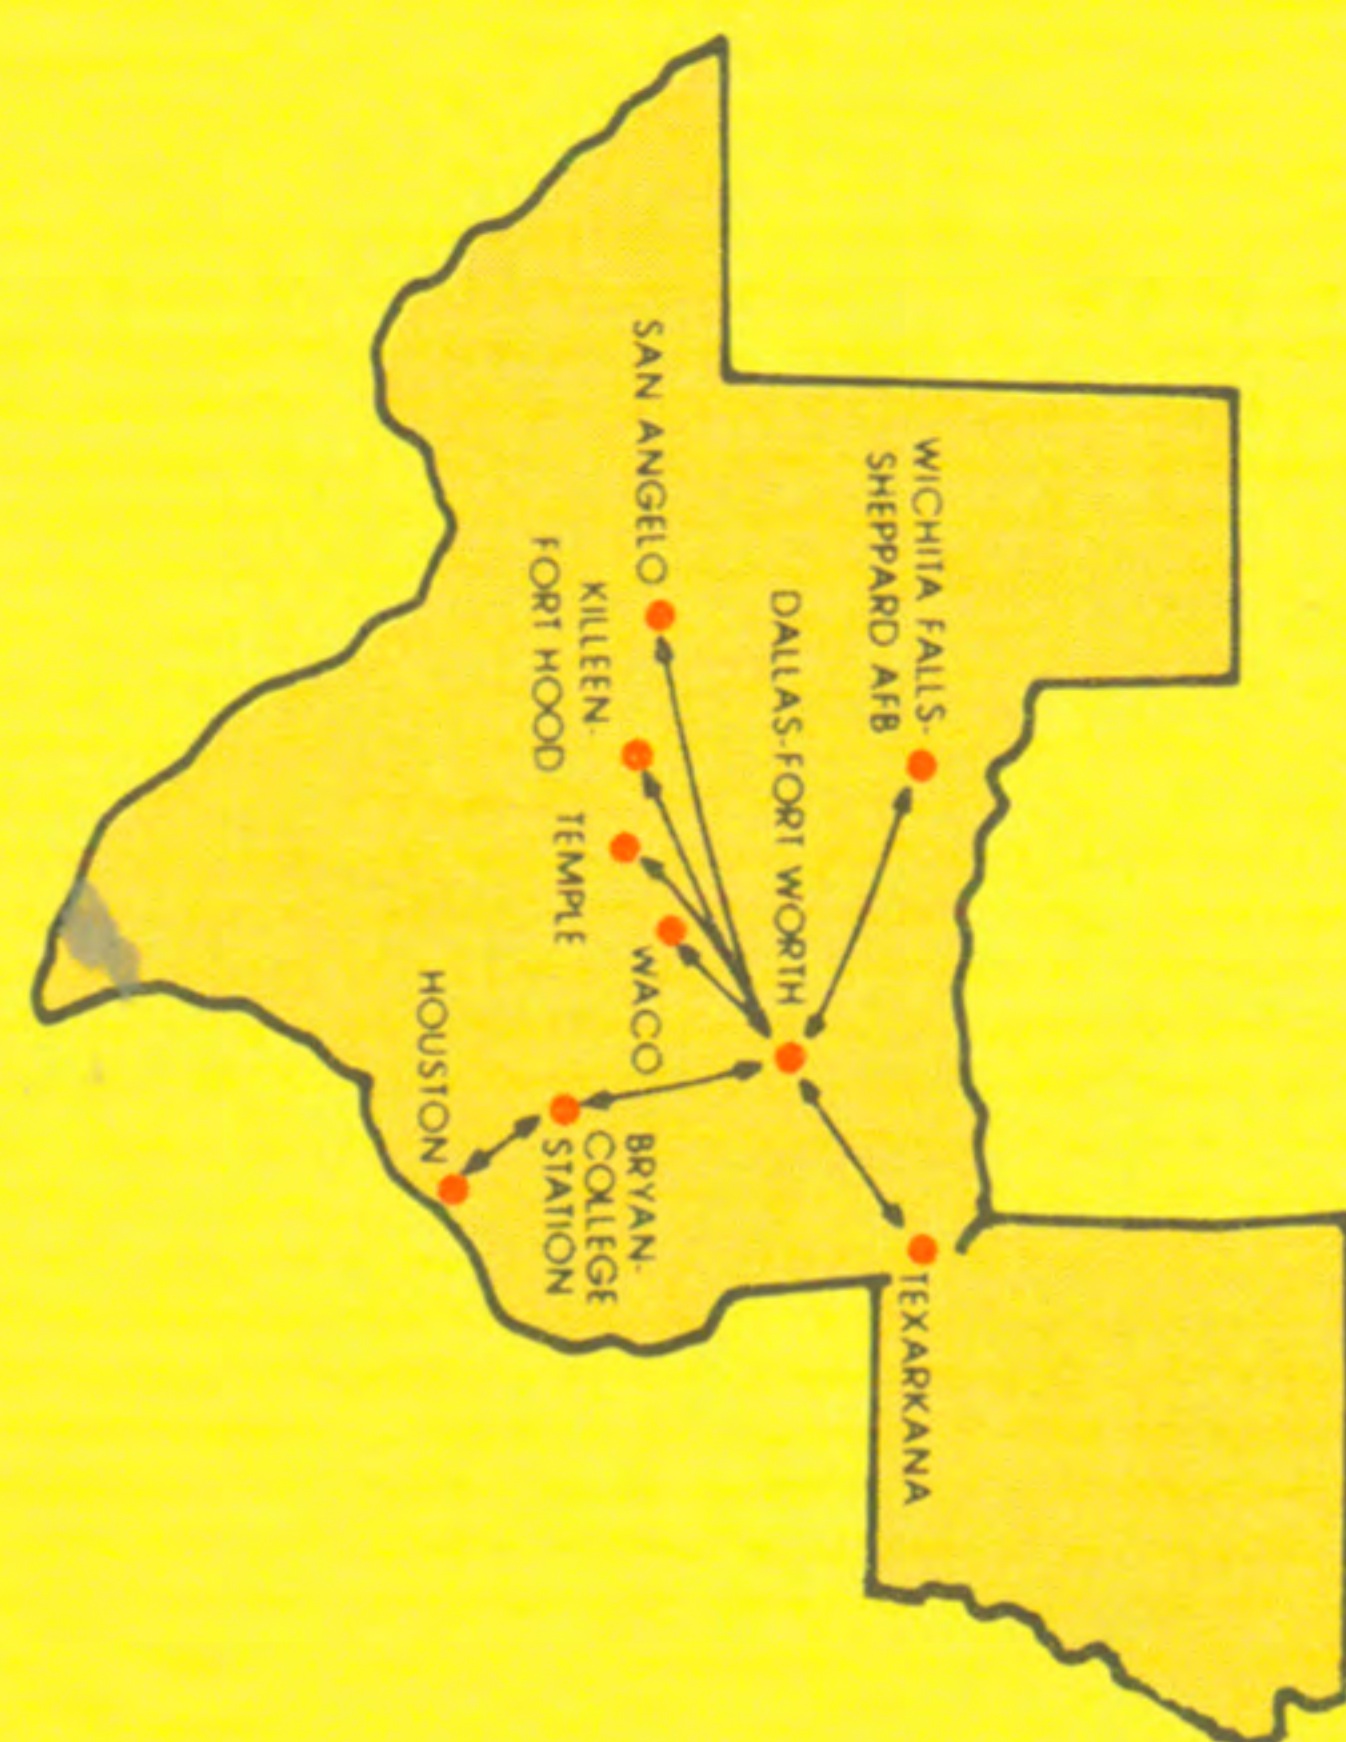 WICHITA FALLS-
SHEPPARD AFB
DALLAS-FORT WORTH
SAN ANGELO
KILLEEN-
FORT HOOD
TEMPLE
WACO
BRYAN-
COLLEGE
STATION
HOUSTON
TEXARKANA